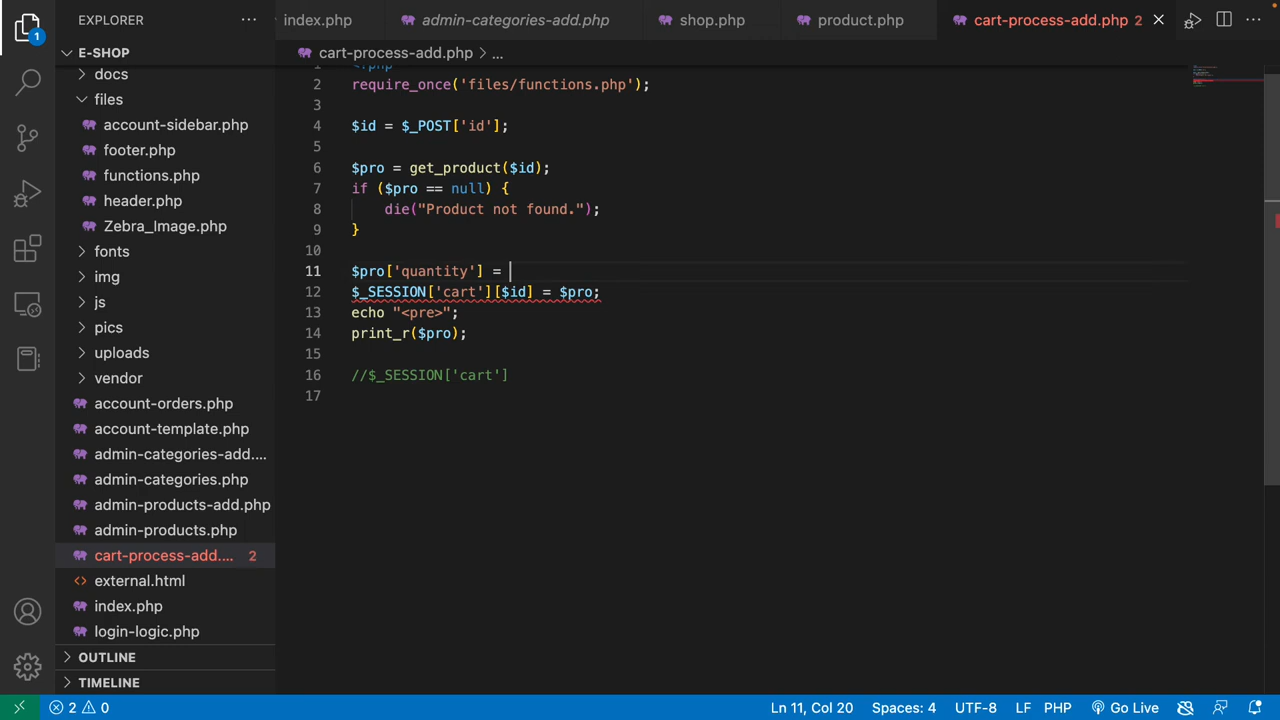 EXPLORER
index.php
admin-categories-add.php
shop.php
product.php
cart-process-add.php 2
1
E-SHOP
cart-process-add.php > ...
docs
files
account-sidebar.php
footer.php
functions.php
header.php
Zebra_Image.php
fonts
img
js
pics
uploads
vendor
account-orders.php
account-template.php
admin-categories-add....
admin-categories.php
admin-products-add.php
admin-products.php
cart-process-add.... 2
external.html
index.php
login-logic.php
OUTLINE
TIMELINE
1 <?php
2 require_once('files/functions.php');
3
4 $id = $_POST['id'];
5
6 $pro = get_product($id);
7 if ($pro == null) {
8 die("Product not found.");
9 }
10
11 $pro['quantity'] =
12 $_SESSION['cart'][$id] = $pro;
13 echo "<pre>";
14 print_r($pro);
15
16 //$_SESSION['cart']
17
2 0
Ln 11, Col 20
Spaces: 4
UTF-8
LF
PHP
Go Live